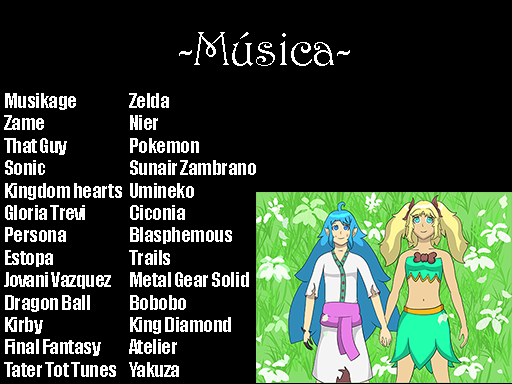 ~Música~
Musikage
Zame
That Guy
Sonic
Kingdom hearts
Gloria Trevi
Persona
Estopa
Jovani Vazquez
Dragon Ball
Kirby
Final Fantasy
Tater Tot Tunes
Zelda
Nier
Pokemon
Sunair Zambrano
Umineko
Ciconia
Blasphemous
Trails
Metal Gear Solid
Bobobo
King Diamond
Atelier
Yakuza